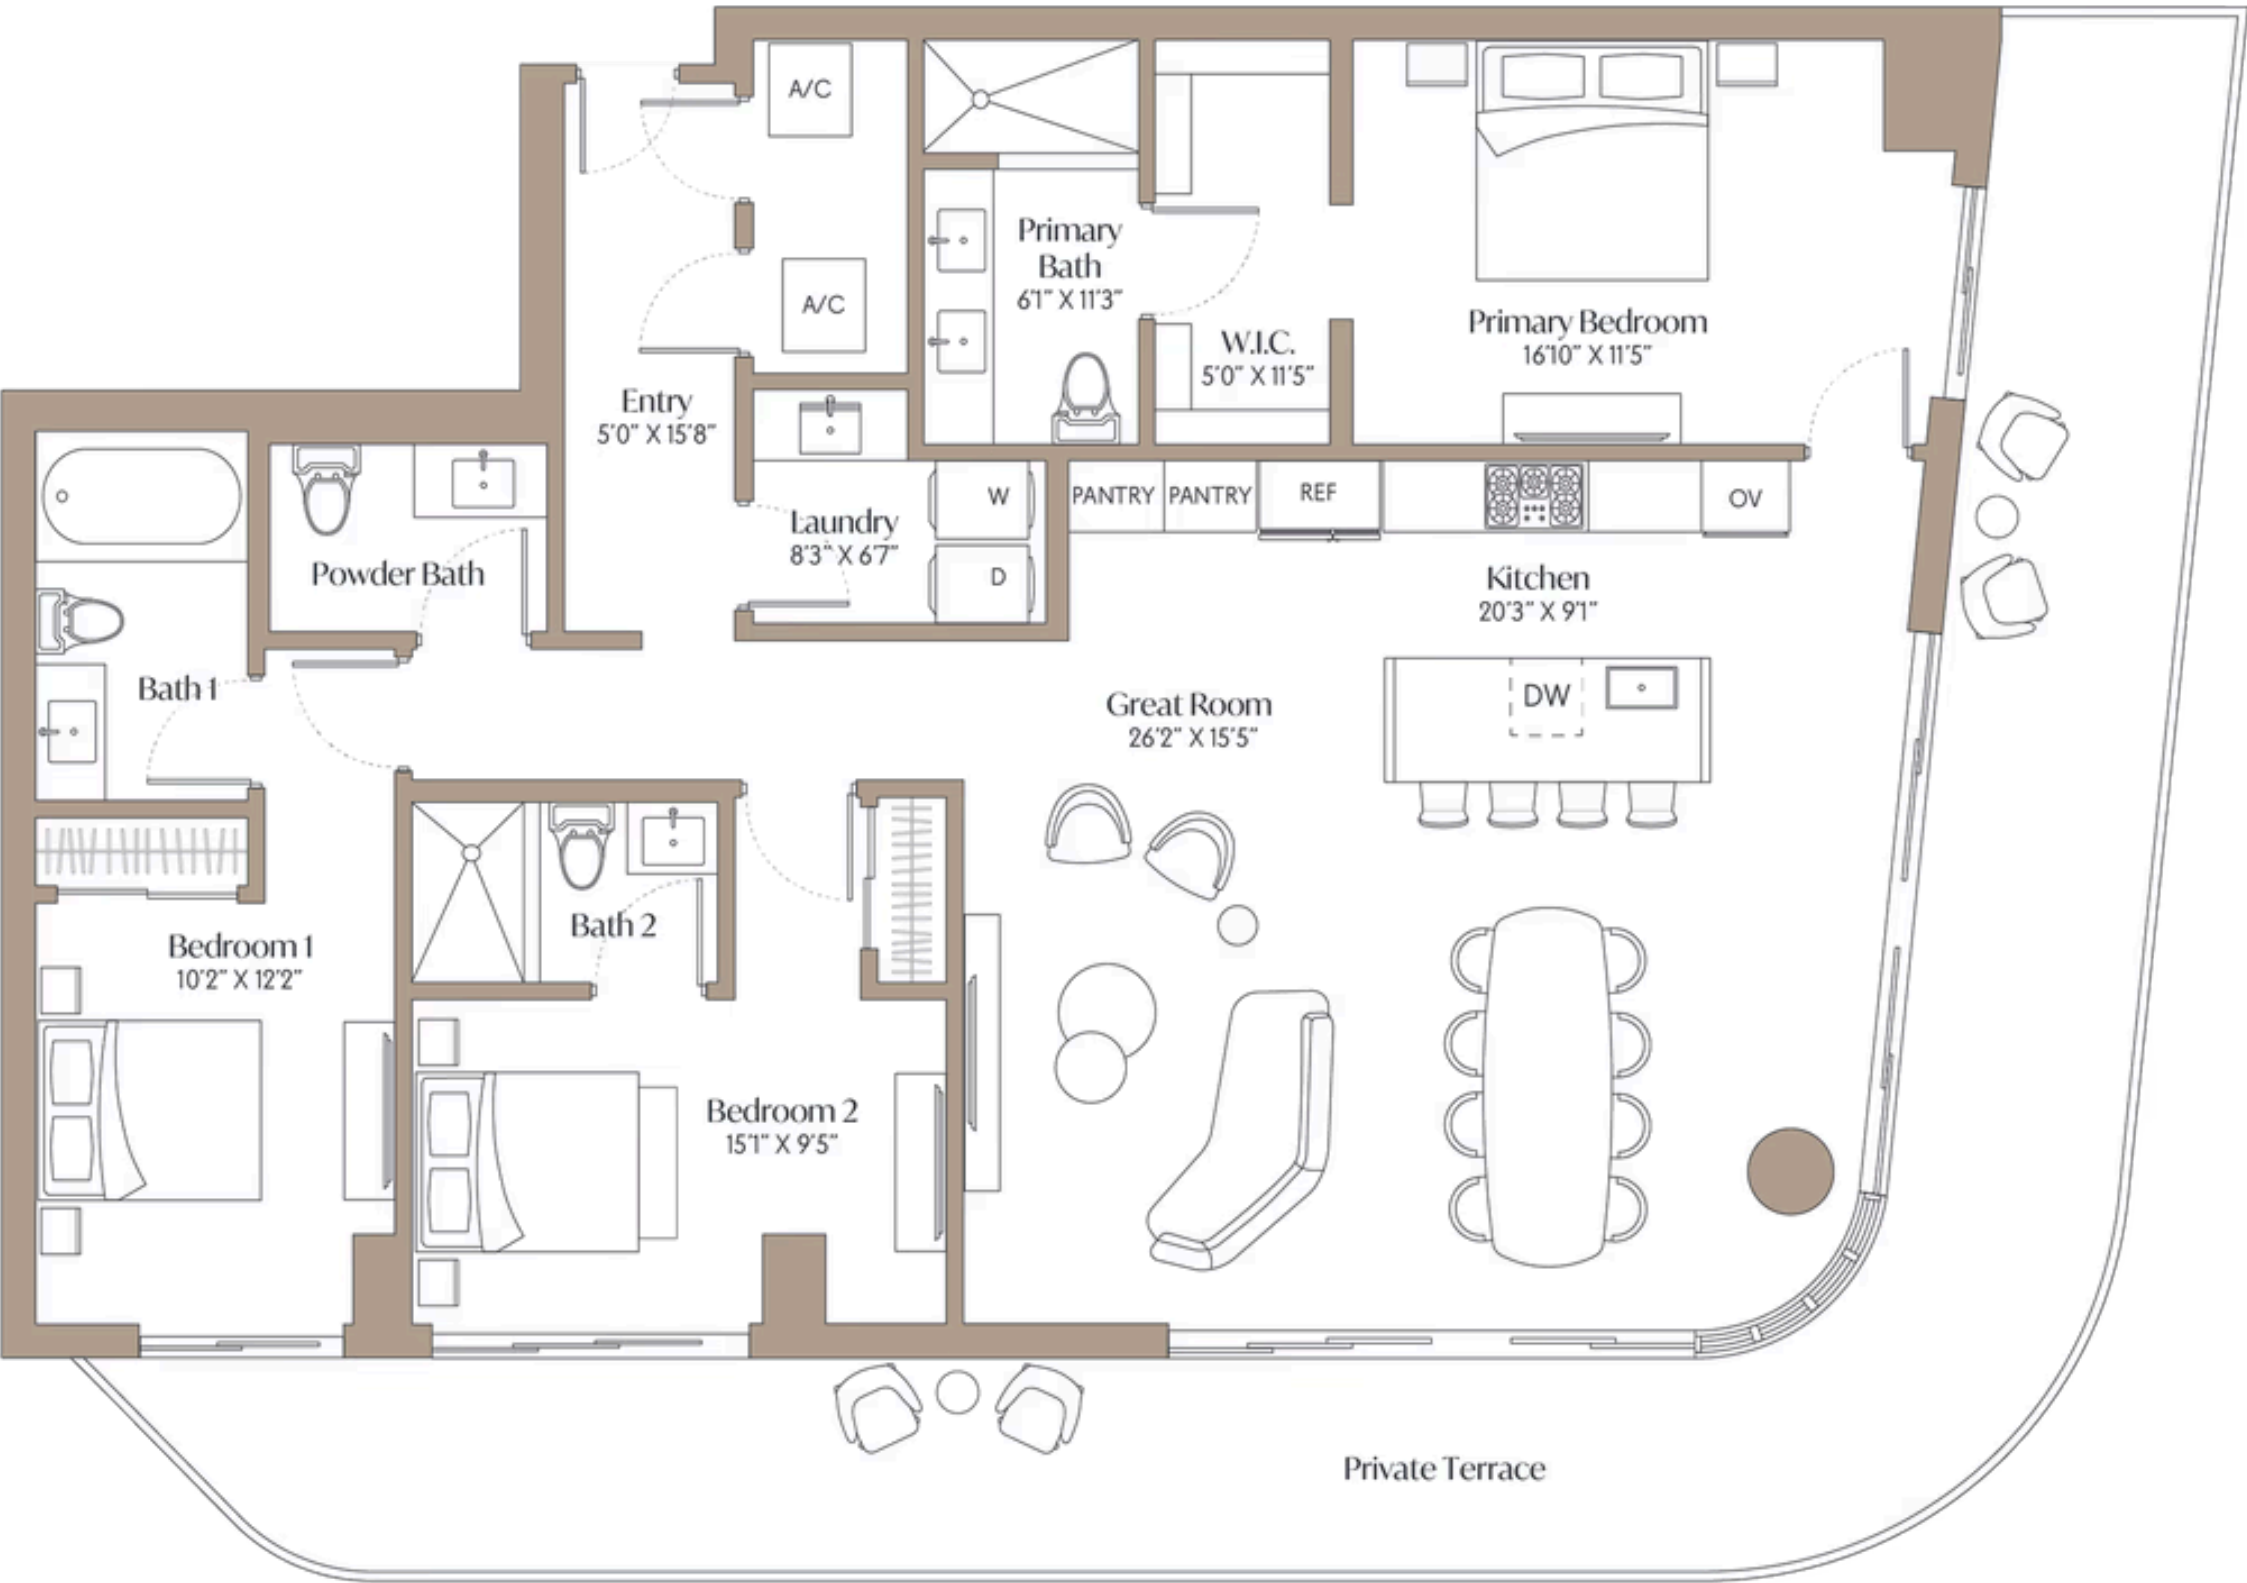 A/C
A/C
Primary
Bath
6'1" X 11'3"
W.I.C.
5'0" X 11'5"
Primary Bedroom
16'10" X 11'5"
Entry
5'0" X 15'8"
Laundry
8'3" X 6'7"
W
D
PANTRY
PANTRY
REF
OV
Powder Bath
Kitchen
20'3" X 9'1"
Bath 1
Great Room
26'2" X 15'5"
DW
Bedroom 1
10'2" X 12'2"
Bath 2
Bedroom 2
15'1" X 9'5"
Private Terrace